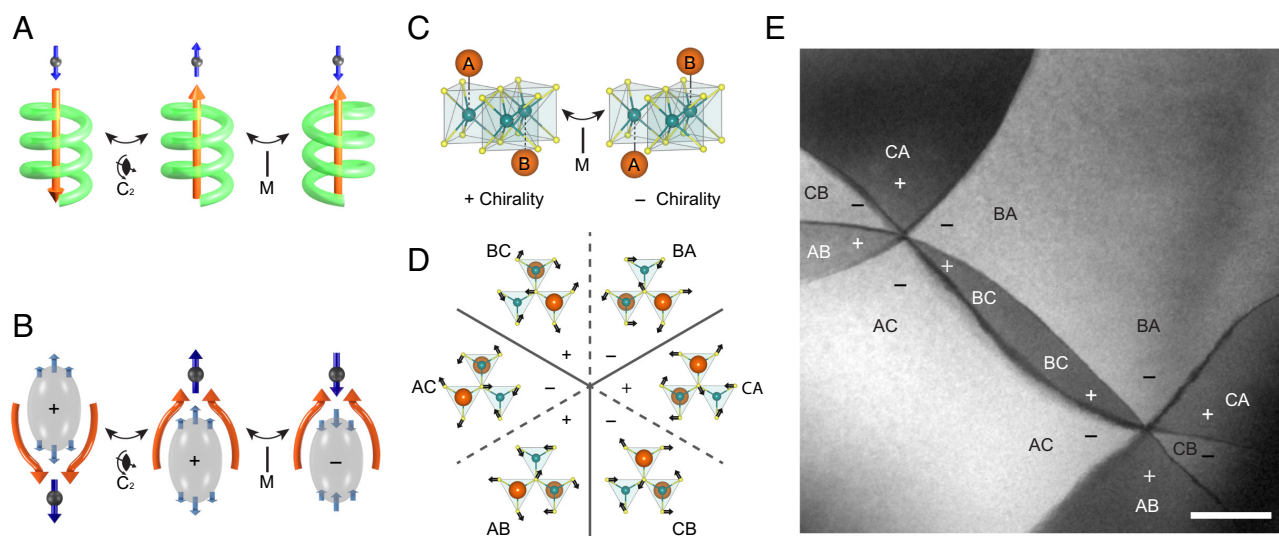 A
C₂
M
B
+
+
−
C₂
M
C
A
B
B
A
M
+ Chirality
− Chirality
D
BC
BA
+
−
AC
−
+
CA
+
−
AB
CB
E
CA
+
CB
−
−
BA
AB
+
+
−
BC
AC
BA
BC
−
+
CA
+
AC
−
CB
−
+
AB